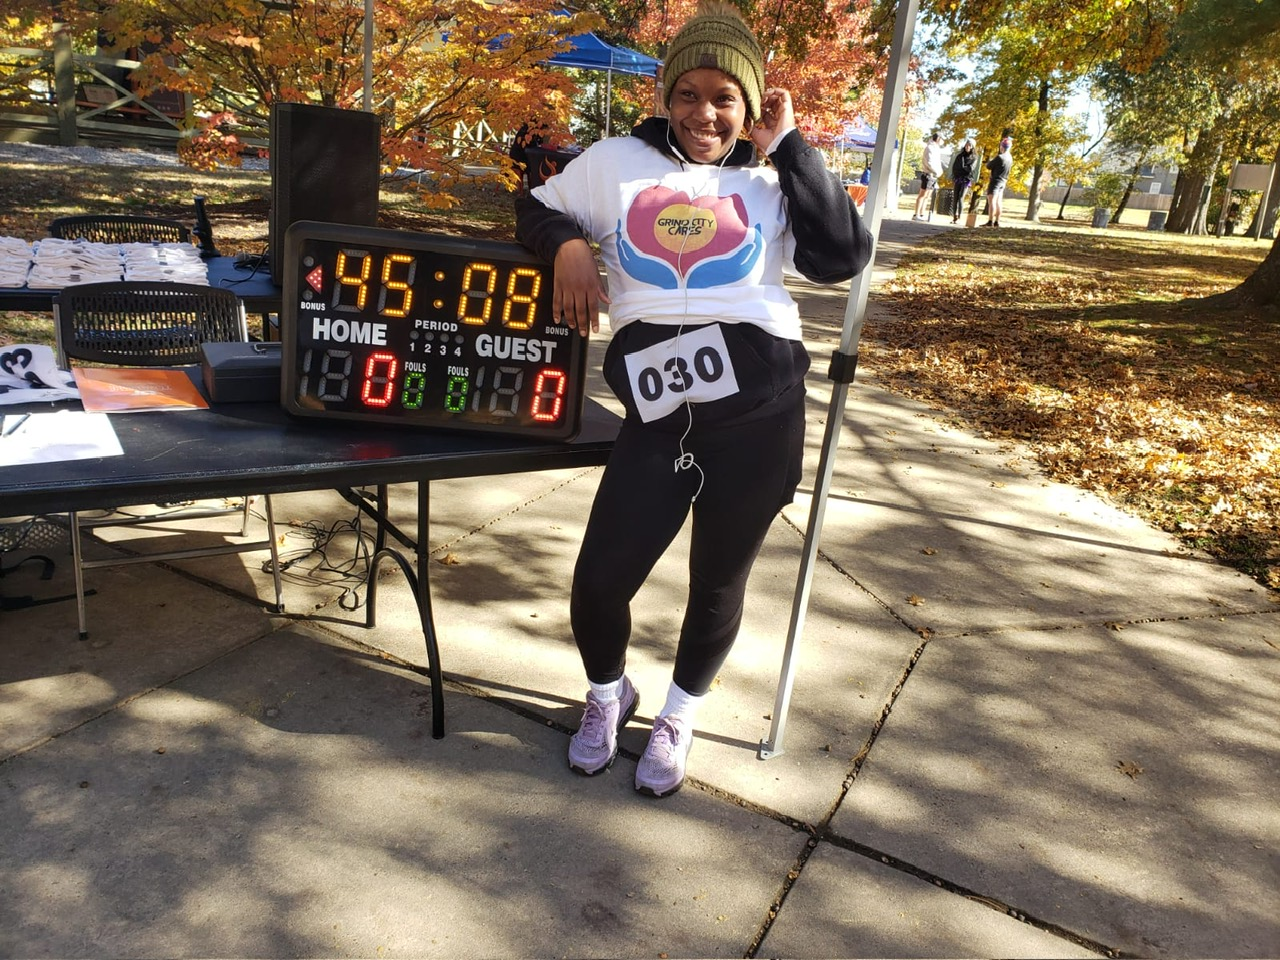 GRIND CITY
CARES
45:08
BONUS
BONUS
HOME
PERIOD
GUEST
1 2 3 4
0
FOULS
0
FOULS
0
0
030
3